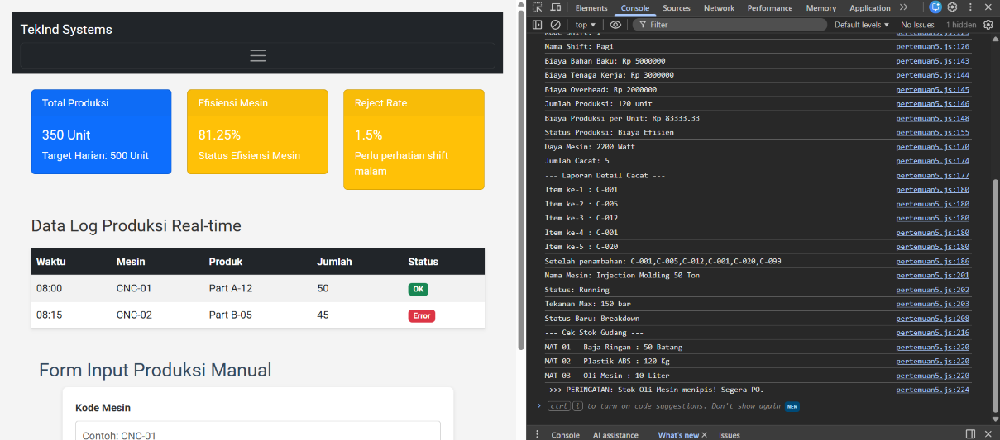 TekInd Systems
Total Produksi
350 Unit
Target Harian: 500 Unit
Efisiensi Mesin
81.25%
Status Efisiensi Mesin
Reject Rate
1.5%
Perlu perhatian shift
malam
Data Log Produksi Real-time
Waktu Mesin Produk Jumlah Status
08:00 CNC-01 Part A-12 50 OK
08:15 CNC-02 Part B-05 45 Error
Form Input Produksi Manual
Kode Mesin
Contoh: CNC-01
Elements Console Sources Network Performance Memory Application
top Filter Default levels No Issues 1 hidden
Nama Shift: Pagi pertemuan5.js:126
Biaya Bahan Baku: Rp 5000000 pertemuan5.js:143
Biaya Tenaga Kerja: Rp 3000000 pertemuan5.js:144
Biaya Overhead: Rp 2000000 pertemuan5.js:145
Jumlah Produksi: 120 unit pertemuan5.js:146
Biaya Produksi per Unit: Rp 83333.33 pertemuan5.js:148
Status Produksi: Biaya Efisien pertemuan5.js:155
Daya Mesin: 2200 Watt pertemuan5.js:170
Jumlah Cacat: 5 pertemuan5.js:174
--- Laporan Detail Cacat --- pertemuan5.js:177
Item ke-1 : C-001 pertemuan5.js:180
Item ke-2 : C-005 pertemuan5.js:180
Item ke-3 : C-012 pertemuan5.js:180
Item ke-4 : C-001 pertemuan5.js:180
Item ke-5 : C-020 pertemuan5.js:180
Setelah penambahan: C-001,C-005,C-012,C-001,C-020,C-099 pertemuan5.js:186
Nama Mesin: Injection Molding 50 Ton pertemuan5.js:201
Status: Running pertemuan5.js:202
Tekanan Max: 150 bar pertemuan5.js:203
Status Baru: Breakdown pertemuan5.js:208
--- Cek Stok Gudang --- pertemuan5.js:216
MAT-01 - Baja Ringan : 50 Batang pertemuan5.js:220
MAT-02 - Plastik ABS : 120 Kg pertemuan5.js:220
MAT-03 - Oli Mesin : 10 Liter pertemuan5.js:220
>>> PERINGATAN: Stok Oli Mesin menipis! Segera PO. pertemuan5.js:224
ctrl i to turn on code suggestions. Don't show again NEW
Console AI assistance What's new Issues